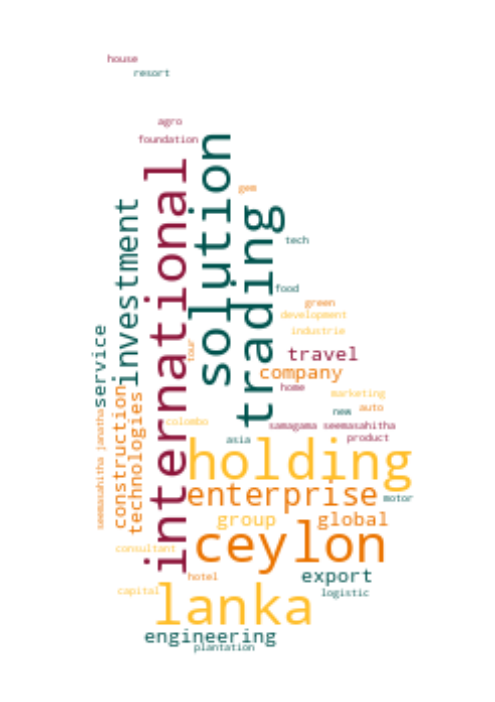 house
resort
agro
foundation
solution
international
gem
investment
trading
tech
food
green
development
industrie
service
tour
travel
company
home
construction
technologies
marketing
auto
new
colombo
samagama seemasahitha
seemasahitha janatha
asia
product
holding
enterprise
motor
group
global
ceylon
consultant
export
hotel
capital
lanka
logistic
engineering
plantation